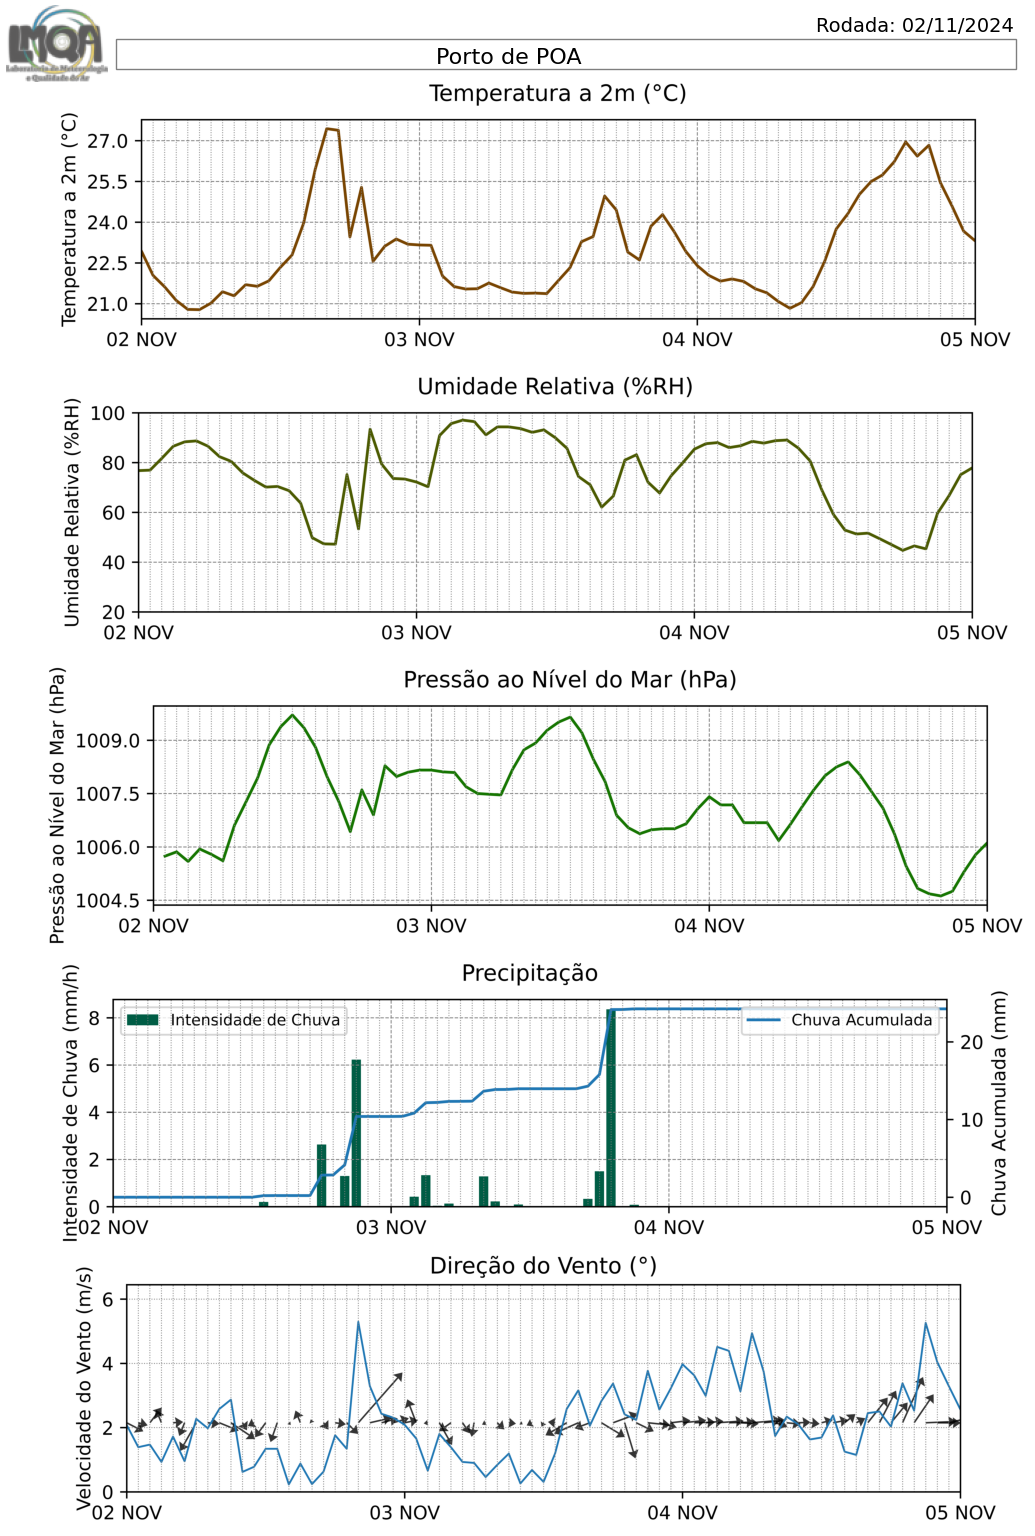 LMQA
Laboratório de Meteorologia
e Qualidade do Ar
Rodada: 02/11/2024
Porto de POA
Temperatura a 2m (°C)
Temperatura a 2m (°C)
27.0
25.5
24.0
22.5
21.0
02 NOV 03 NOV 04 NOV 05 NOV
Umidade Relativa (%RH)
Umidade Relativa (%RH)
100
80
60
40
20
02 NOV 03 NOV 04 NOV 05 NOV
Pressão ao Nível do Mar (hPa)
Pressão ao Nível do Mar (hPa)
1009.0
1007.5
1006.0
1004.5
02 NOV 03 NOV 04 NOV 05 NOV
Precipitação
Intensidade de Chuva (mm/h)
8
6
4
2
0
Intensidade de Chuva
Chuva Acumulada
20
10
0
Chuva Acumulada (mm)
02 NOV 03 NOV 04 NOV 05 NOV
Direção do Vento (°)
Velocidade do Vento (m/s)
6
4
2
0
02 NOV 03 NOV 04 NOV 05 NOV